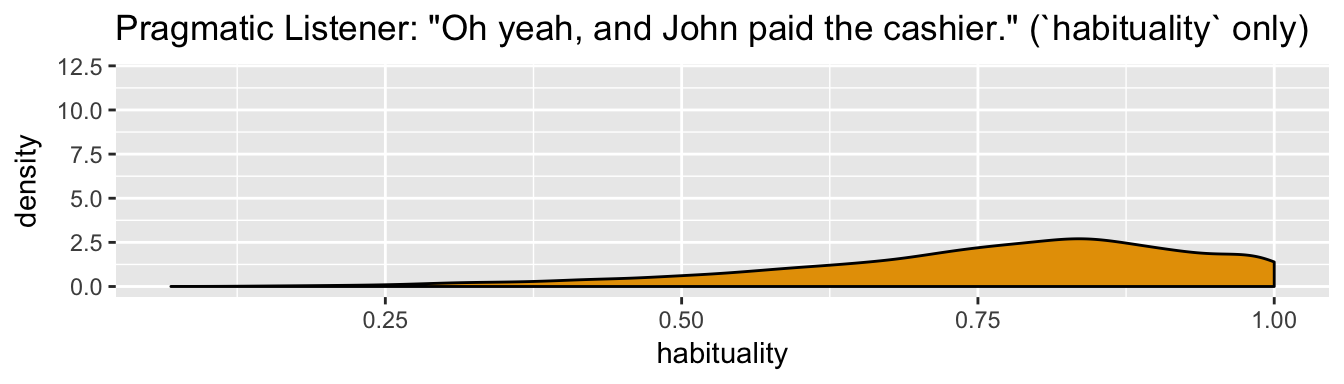 Pragmatic Listener: "Oh yeah, and John paid the cashier." (`habituality` only)
12.5
10.0
7.5
5.0
2.5
0.0
density
0.25 0.50 0.75 1.00
habituality